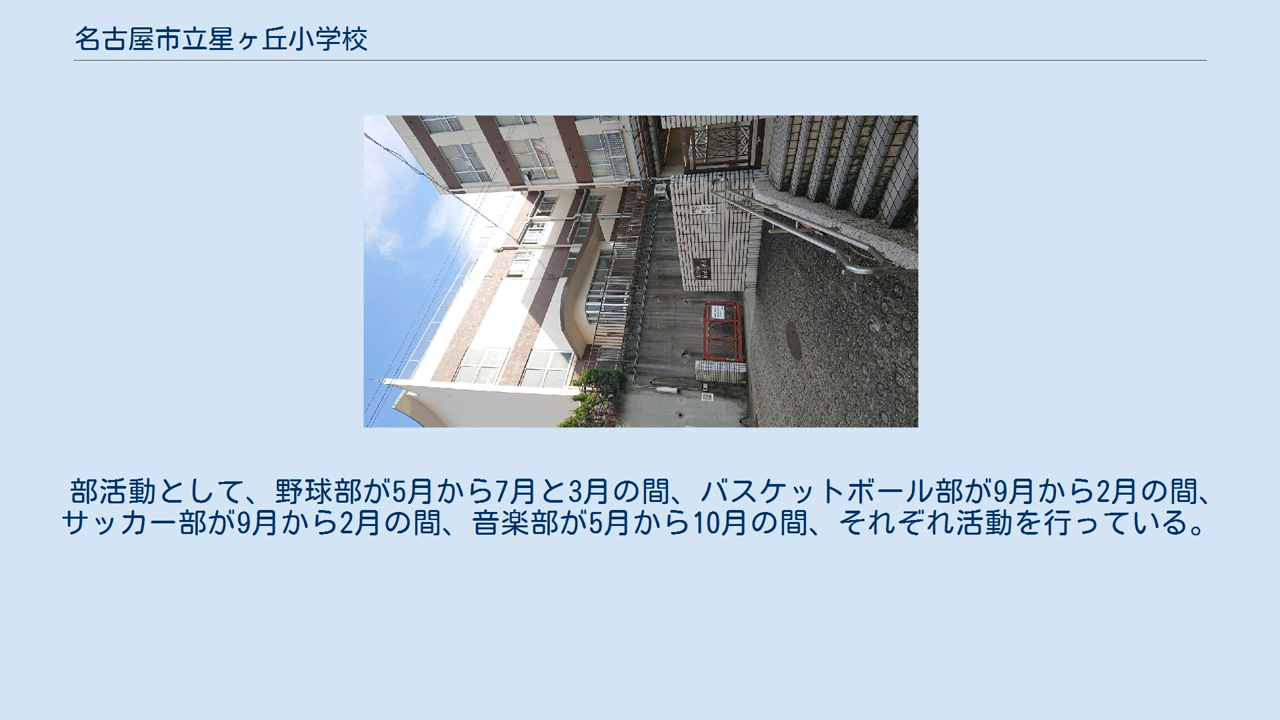 名古屋市立星ヶ丘小学校
部活動として、野球部が5月から7月と3月の間、バスケットボール部が9月から2月の間、
サッカー部が9月から2月の間、音楽部が5月から10月の間、それぞれ活動を行っている。